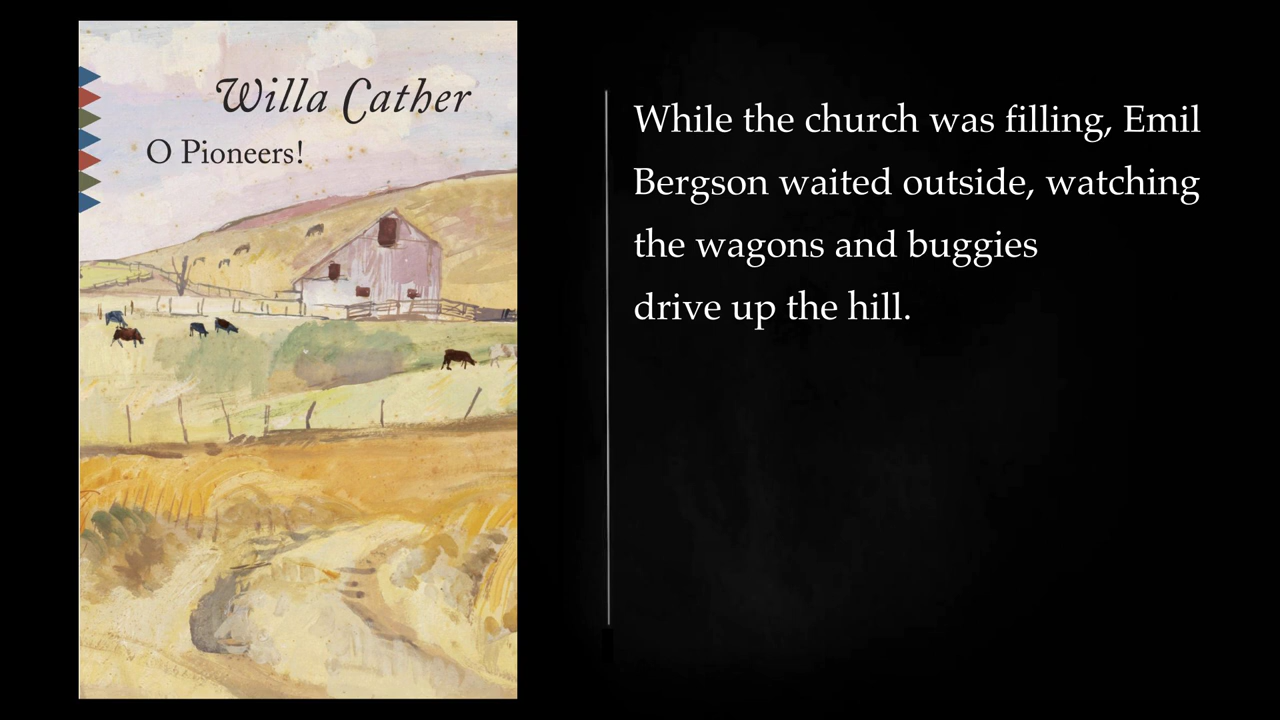 Willa Cather
O Pioneers!
While the church was filling, Emil
Bergson waited outside, watching
the wagons and buggies
drive up the hill.